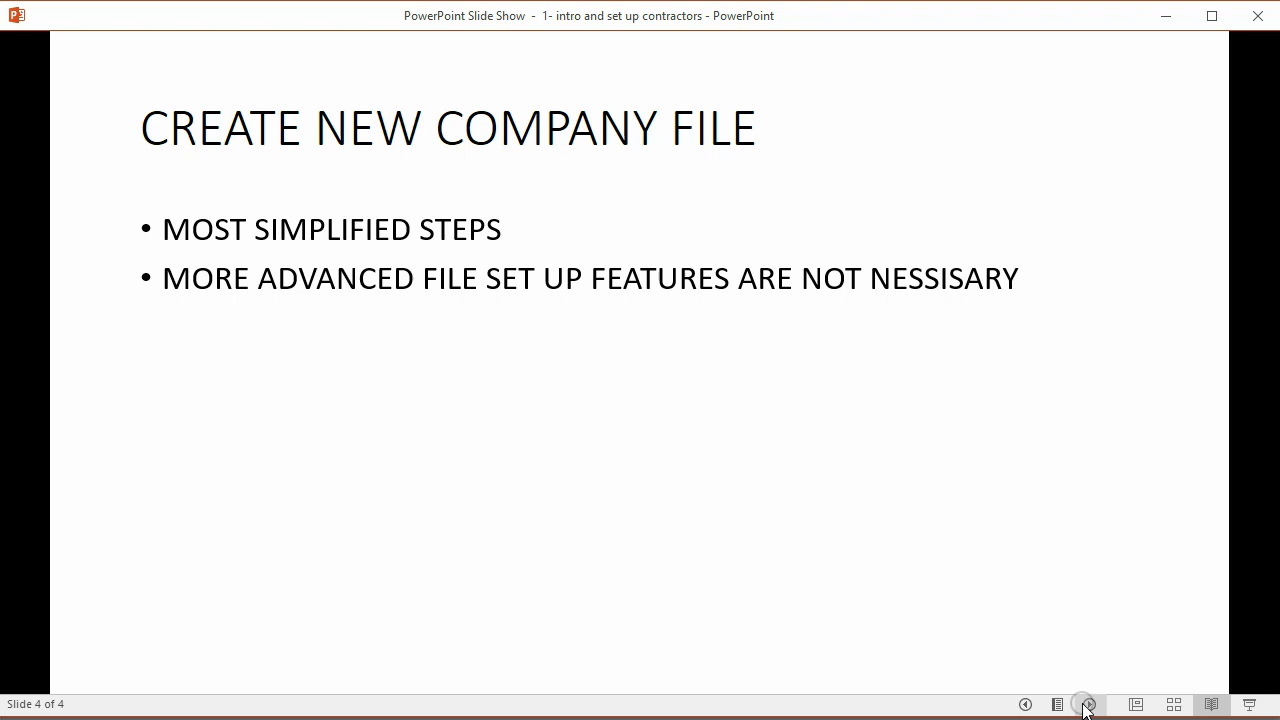 PowerPoint Slide Show - 1- intro and set up contractors - PowerPoint
CREATE NEW COMPANY FILE
• MOST SIMPLIFIED STEPS
• MORE ADVANCED FILE SET UP FEATURES ARE NOT NESSISARY
Slide 4 of 4